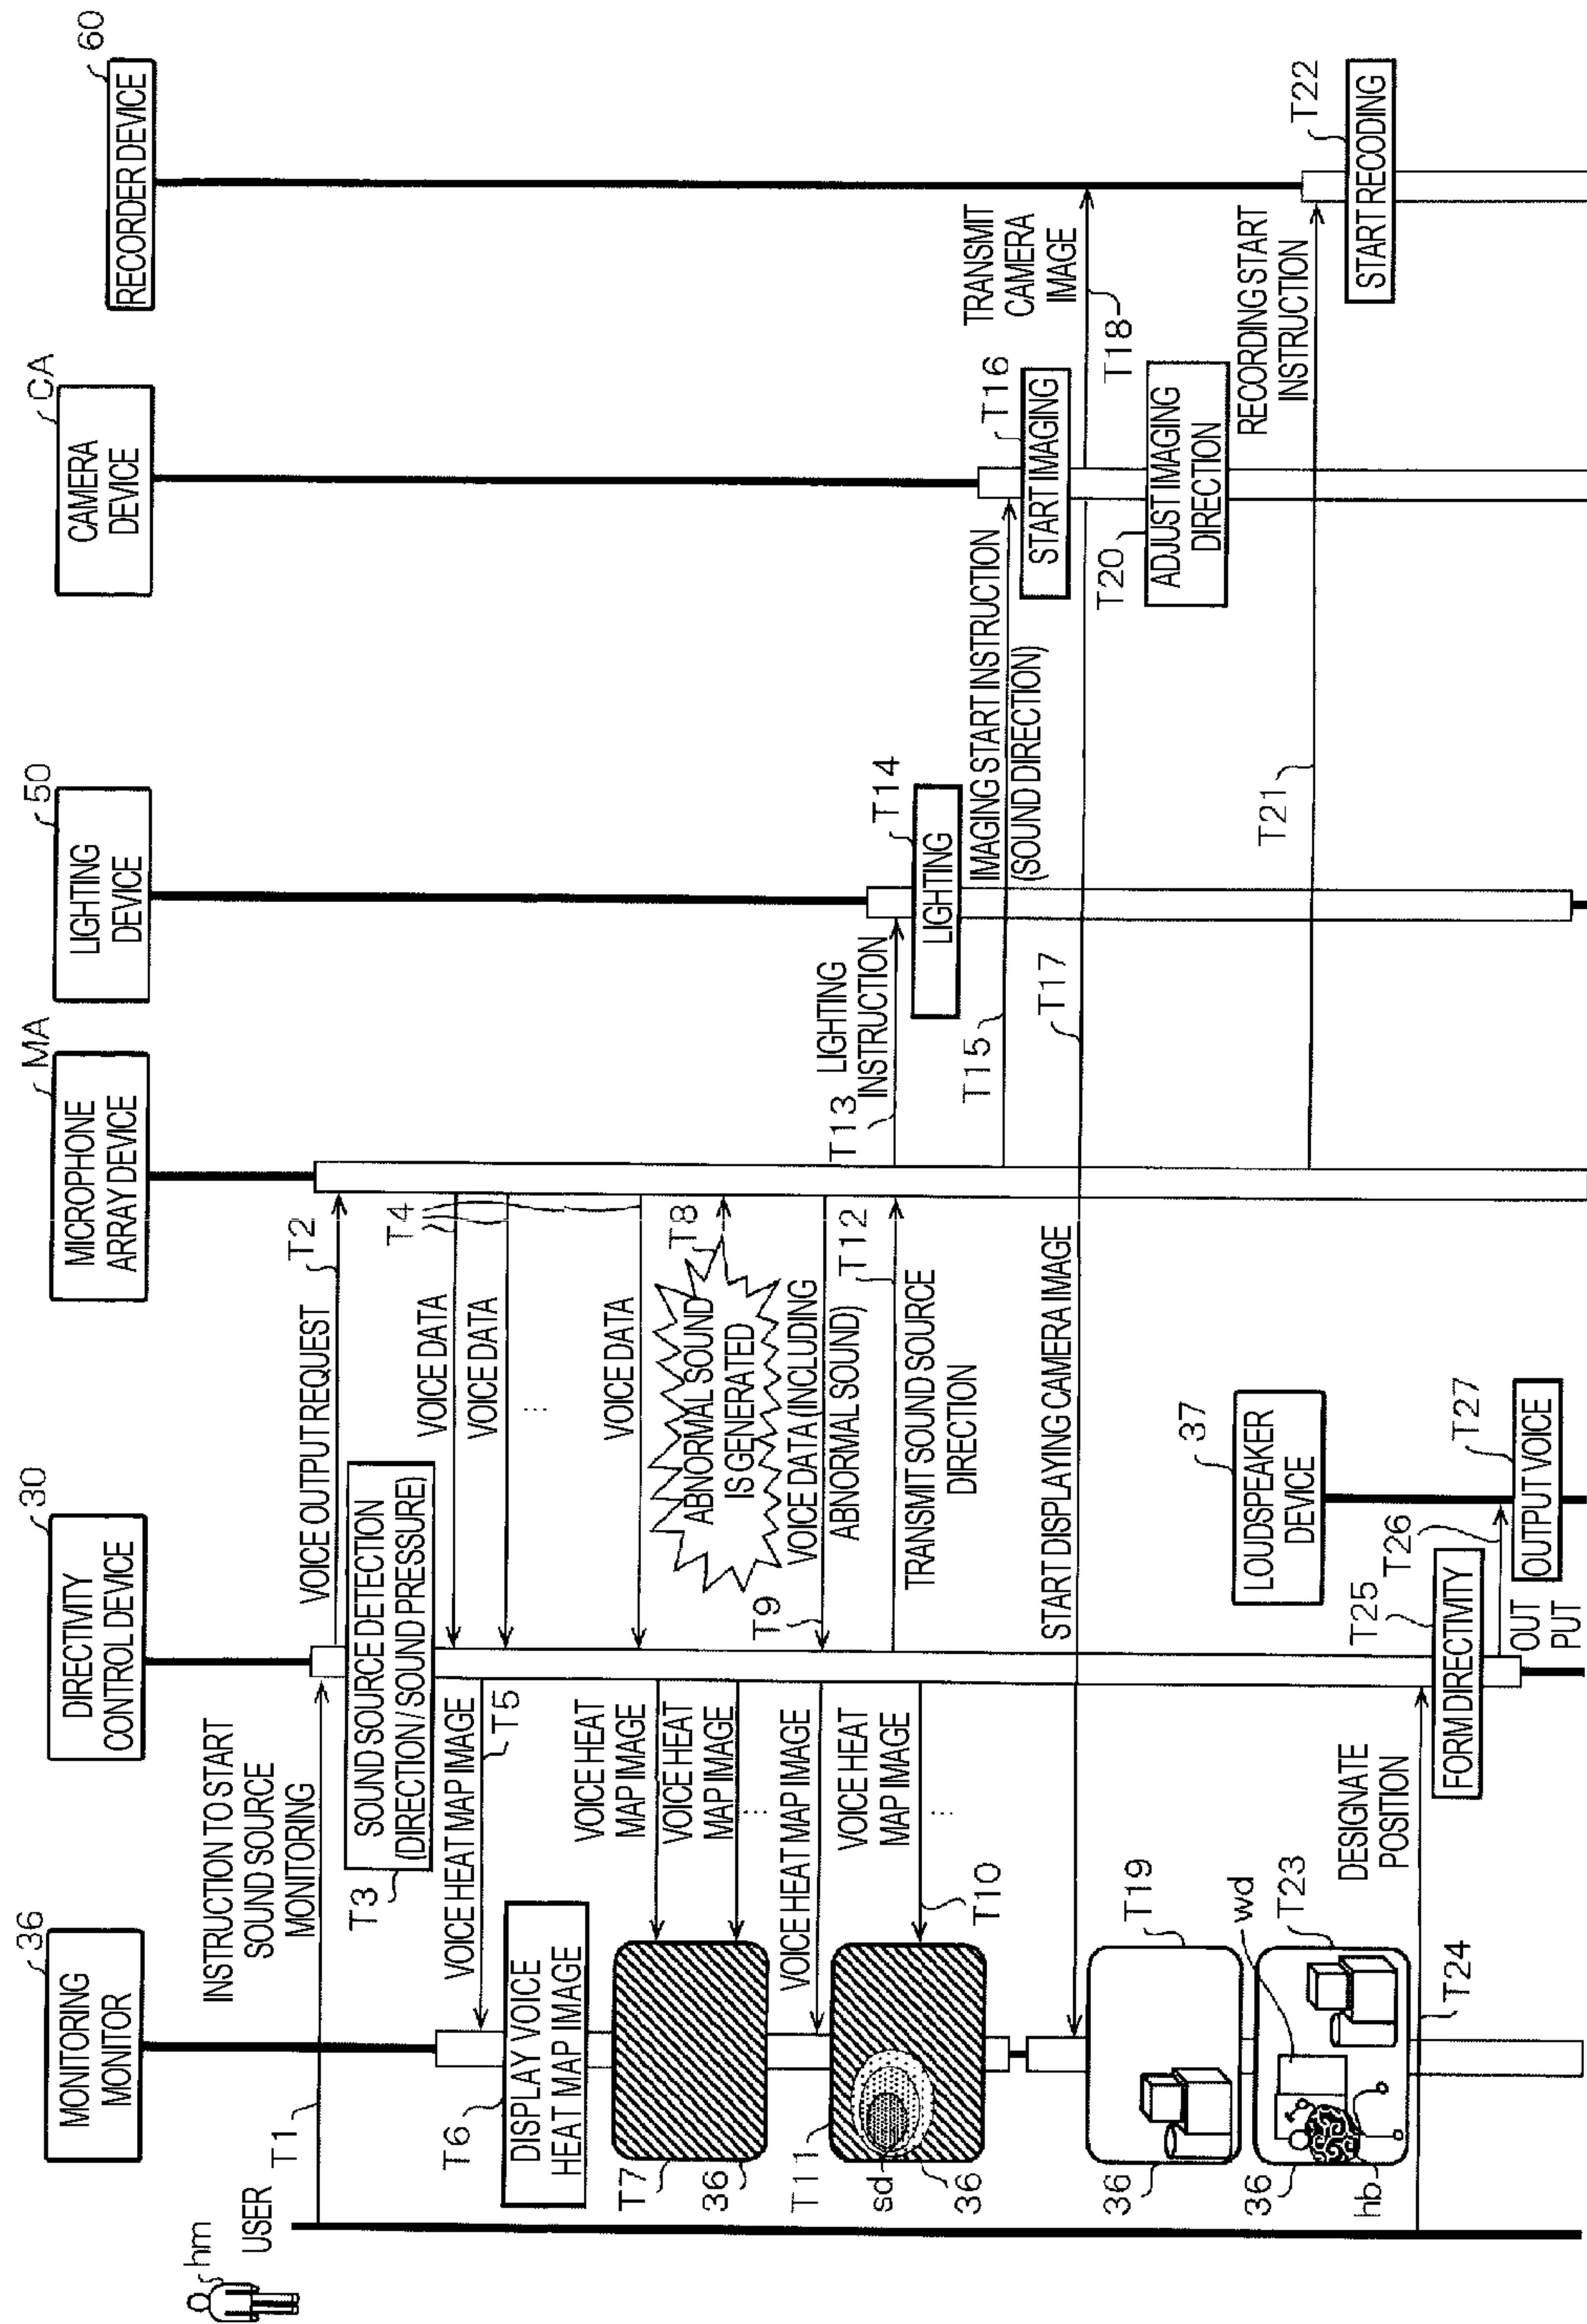 hm
USER
36
MONITORING
MONITOR
30
DIRECTIVITY
CONTROL DEVICE
MA
MICROPHONE
ARRAY DEVICE
50
LIGHTING
DEVICE
CA
CAMERA
DEVICE
60
RECORDER DEVICE
T1
INSTRUCTION TO START
SOUND SOURCE
MONITORING
VOICE OUTPUT REQUEST
T2
T3
SOUND SOURCE DETECTION
(DIRECTION / SOUND PRESSURE)
VOICE DATA
T4
VOICE DATA
...
VOICE HEAT MAP IMAGE
T5
T6
DISPLAY VOICE
HEAT MAP IMAGE
VOICE DATA
T7
36
VOICE HEAT
MAP IMAGE
VOICE HEAT
MAP IMAGE
...
ABNORMAL SOUND
IS GENERATED
T8
T9
VOICE DATA (INCLUDING
ABNORMAL SOUND)
VOICE HEAT MAP IMAGE
T11
sd
36
VOICE HEAT
MAP IMAGE
...
T10
T12
TRANSMIT SOUND SOURCE
DIRECTION
T13
LIGHTING
INSTRUCTION
T14
LIGHTING
T15
IMAGING START INSTRUCTION
(SOUND DIRECTION)
T16
START IMAGING
START DISPLAYING CAMERA IMAGE
T17
TRANSMIT
CAMERA
IMAGE
T18
T19
36
T20
ADJUST IMAGING
DIRECTION
T21
RECORDING START
INSTRUCTION
T22
START RECODING
wd
T23
36
hb
DESIGNATE
POSITION
T24
T25
FORM DIRECTIVITY
37
LOUDSPEAKER
DEVICE
T26
OUT
PUT
T27
OUTPUT VOICE